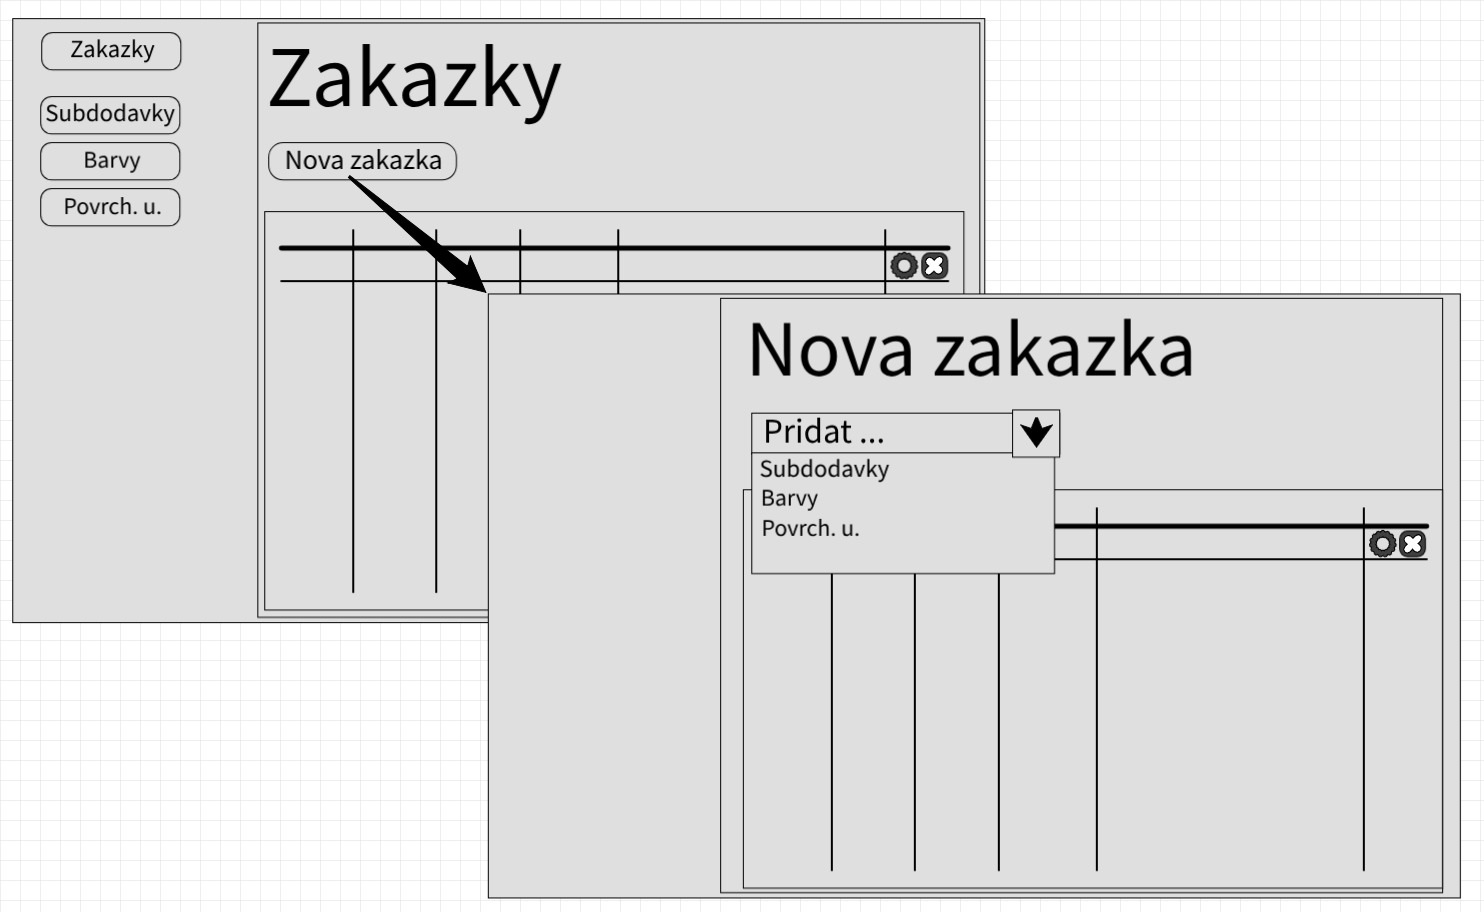 Zakazky
Subdodavky
Barvy
Povrch. u.
Zakazky
Nova zakazka
Nova zakazka
Pridat ...
Subdodavky
Barvy
Povrch. u.